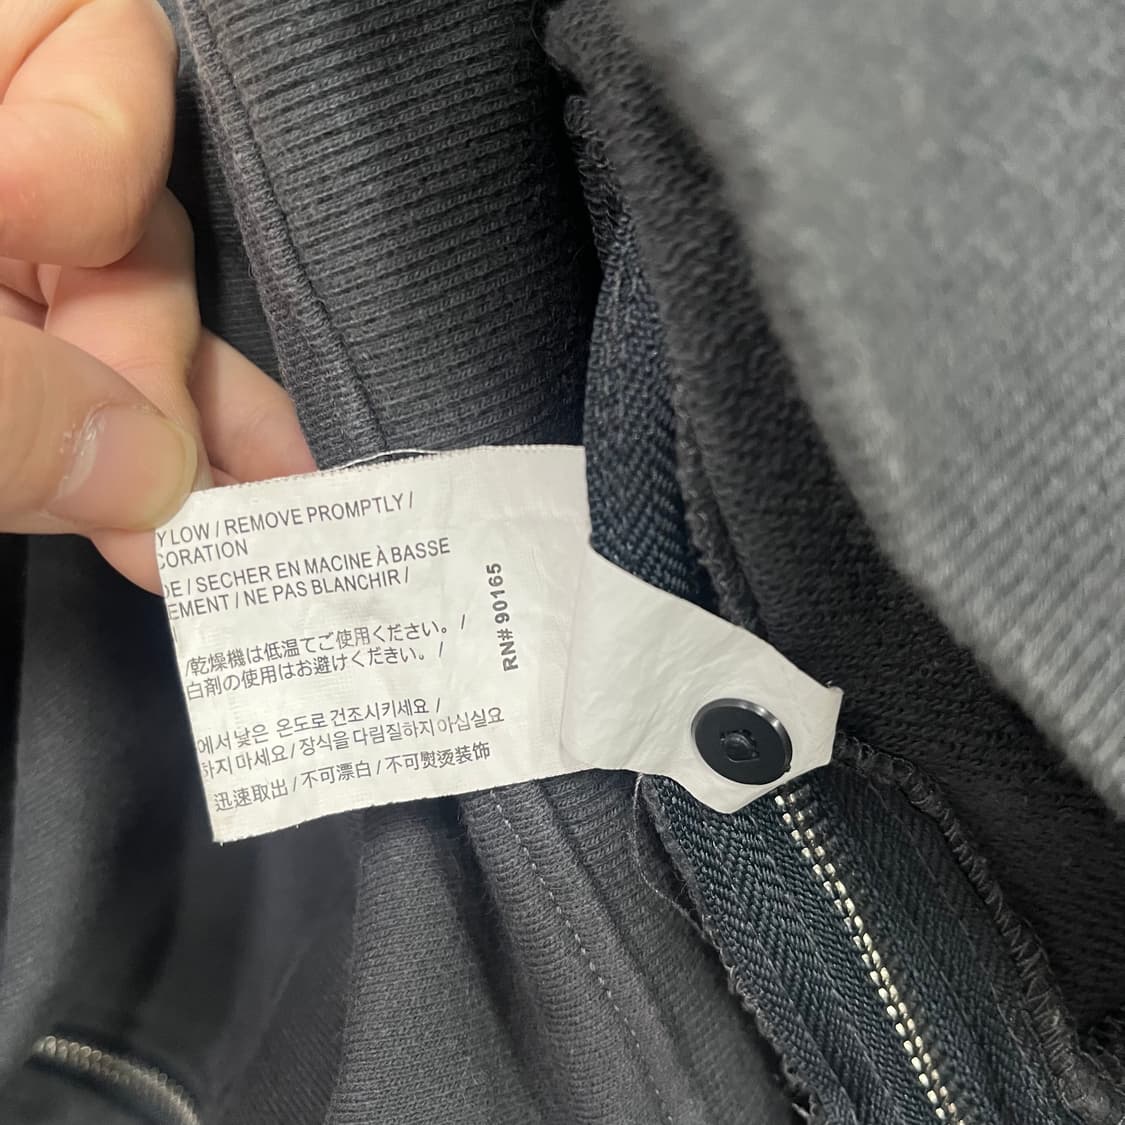 Y LOW / REMOVE PROMPTLY /
CORATION
DE / SECHER EN MACINE À BASSE
EMENT / NE PAS BLANCHIR /
/乾燥機は低温てご使用ください。/
白剤の使用はお避けください。/
에서 낮은 온도로 건조시키세요 /
하지 마세요 / 장식을 다림질하지 아십실요
迅速取出 / 不可漂白 / 不可熨烫装饰
RN# 90165